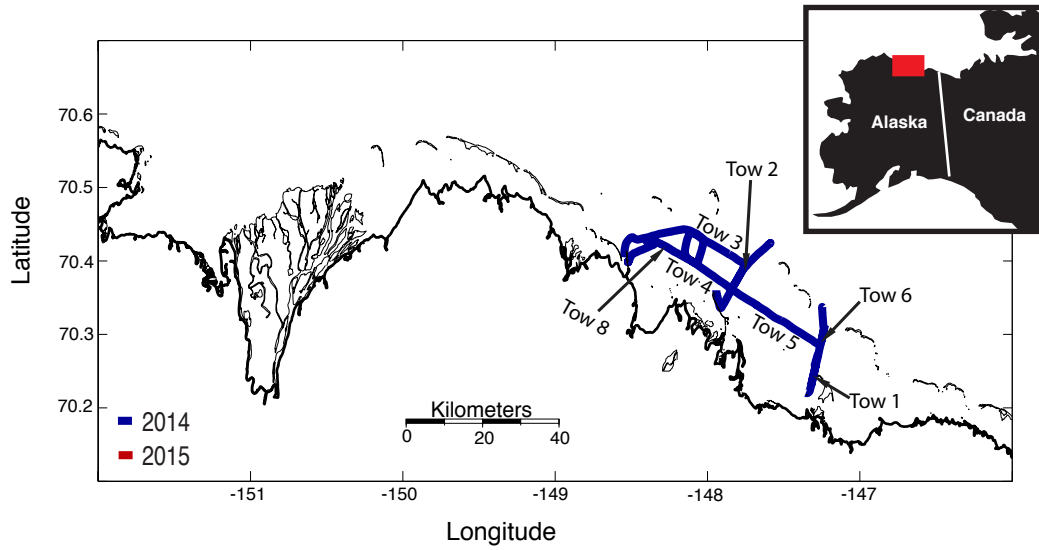 Alaska
Canada
Latitude
70.6
70.5
70.4
70.3
70.2
Tow 2
Tow 3
Tow 4
Tow 8
Tow 5
Tow 6
Tow 1
2014
2015
Kilometers
0 20 40
-151 -150 -149 -148 -147
Longitude